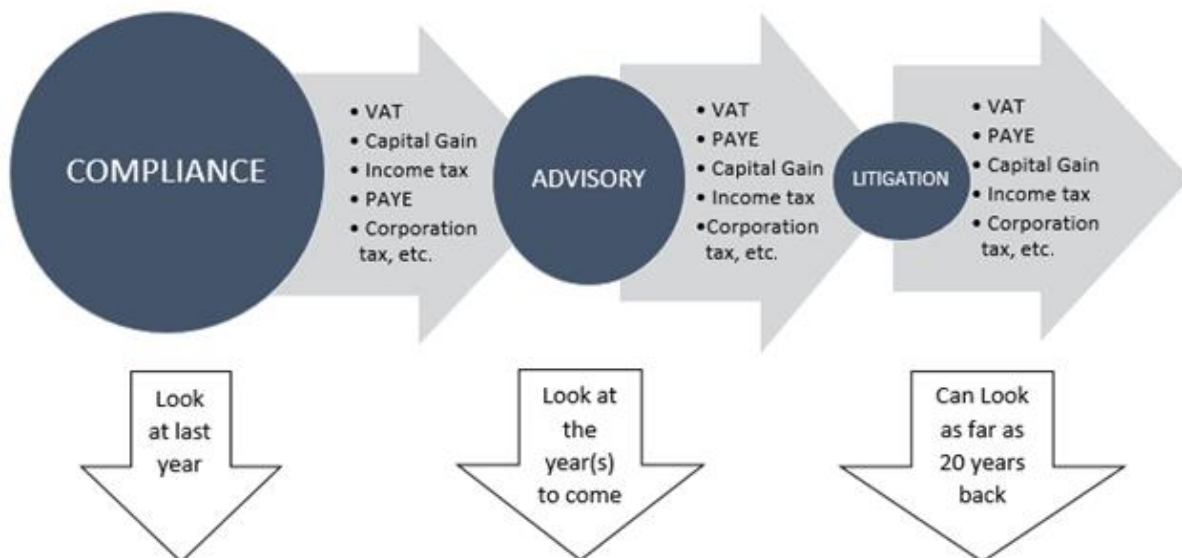 COMPLIANCE
• VAT
• Capital Gain
• Income tax
• PAYE
• Corporation
tax, etc.
ADVISORY
• VAT
• PAYE
• Capital Gain
• Income tax
•Corporation
tax, etc.
LITIGATION
• VAT
• PAYE
• Capital Gain
• Income tax
• Corporation
tax, etc.
Look
at last
year
Look at
the
year(s)
to come
Can Look
as far as
20 years
back